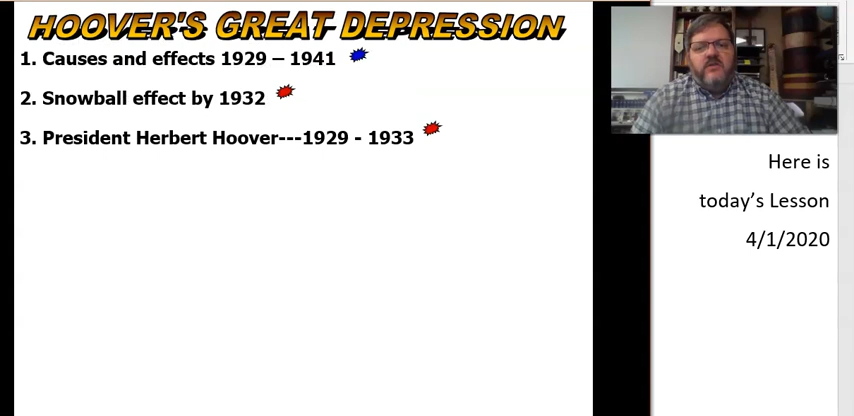 HOOVER'S GREAT DEPRESSION
1. Causes and effects 1929 – 1941
2. Snowball effect by 1932
3. President Herbert Hoover---1929 - 1933
Here is
today's Lesson
4/1/2020